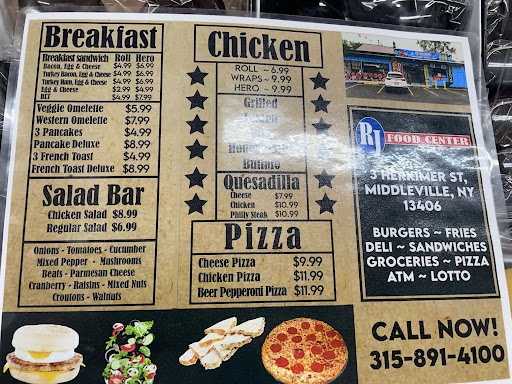 Breakfast
Breakfast sandwich Roll Hero
Bacon, Egg & Cheese $4.99 $6.99
Turkey Bacon, Egg & Cheese $4.99 $6.99
Turkey Ham, Egg & Cheese $4.99 $6.99
Egg & Cheese $2.99 $4.99
BLT $4.99 $7.99
Veggie Omelette $5.99
Western Omelette $7.99
3 Pancakes $4.99
Pancake Deluxe $8.99
3 French Toast $4.99
French Toast Deluxe $8.99
Salad Bar
Chicken Salad $8.99
Regular Salad $6.99
Onions - Tomatoes - Cucumber
Mixed Pepper - Mushrooms
Beats - Parmesan Cheese
Cranberry - Raisins - Mixed Nuts
Croutons - Walnuts
Chicken
ROLL ~ 6.99
WRAPS ~ 9.99
HERO ~ 9.99
Grilled
Buffalo
Quesadilla
Cheese $7.99
Chicken $10.99
Philly Steak $10.99
Pizza
Cheese Pizza $9.99
Chicken Pizza $11.99
Beef Pepperoni Pizza $11.99
RJ FOOD CENTER
3 HERKIMER ST,
MIDDLEVILLE, NY
13406
BURGERS ~ FRIES
DELI ~ SANDWICHES
GROCERIES ~ PIZZA
ATM ~ LOTTO
CALL NOW!
315-891-4100